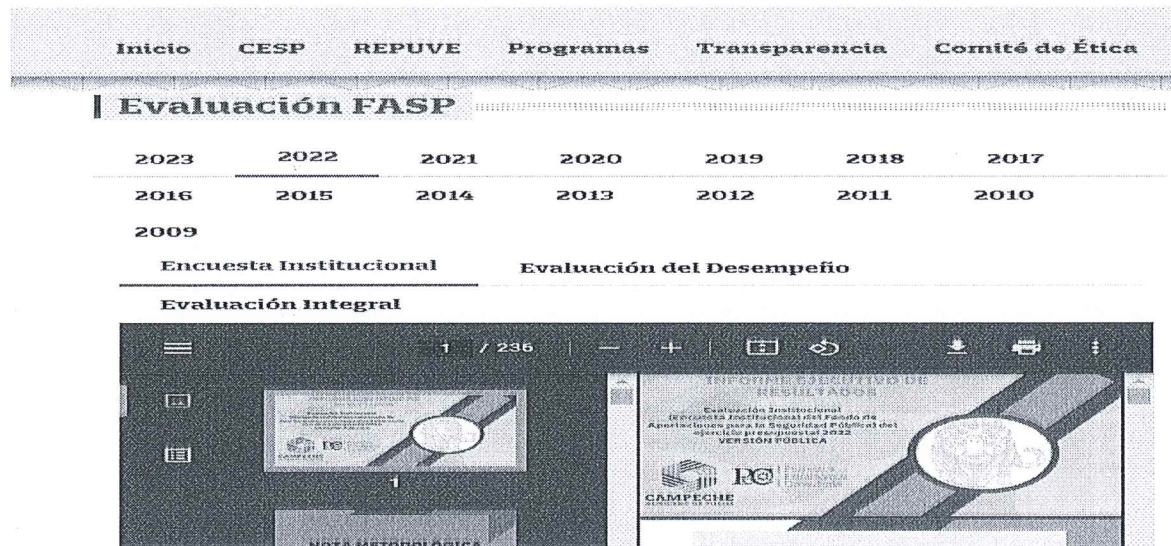 Inicio CESP REPUVE Programas Transparencia Comité de Ética
Evaluación FASP
2023 2022 2021 2020 2019 2018 2017
2016 2015 2014 2013 2012 2011 2010
2009
Encuesta Institucional Evaluación del Desempeño
Evaluación Integral
1 / 236
INFORME EJECUTIVO DE
RESULTADOS
Evaluación Institucional
(Encuesta Institucional del Fondo de
Aportaciones para la Seguridad Pública) del
ejercicio presupuestal 2022
VERSIÓN PÚBLICA
CAMPECHE
1
NOTA METODOLÓGICA